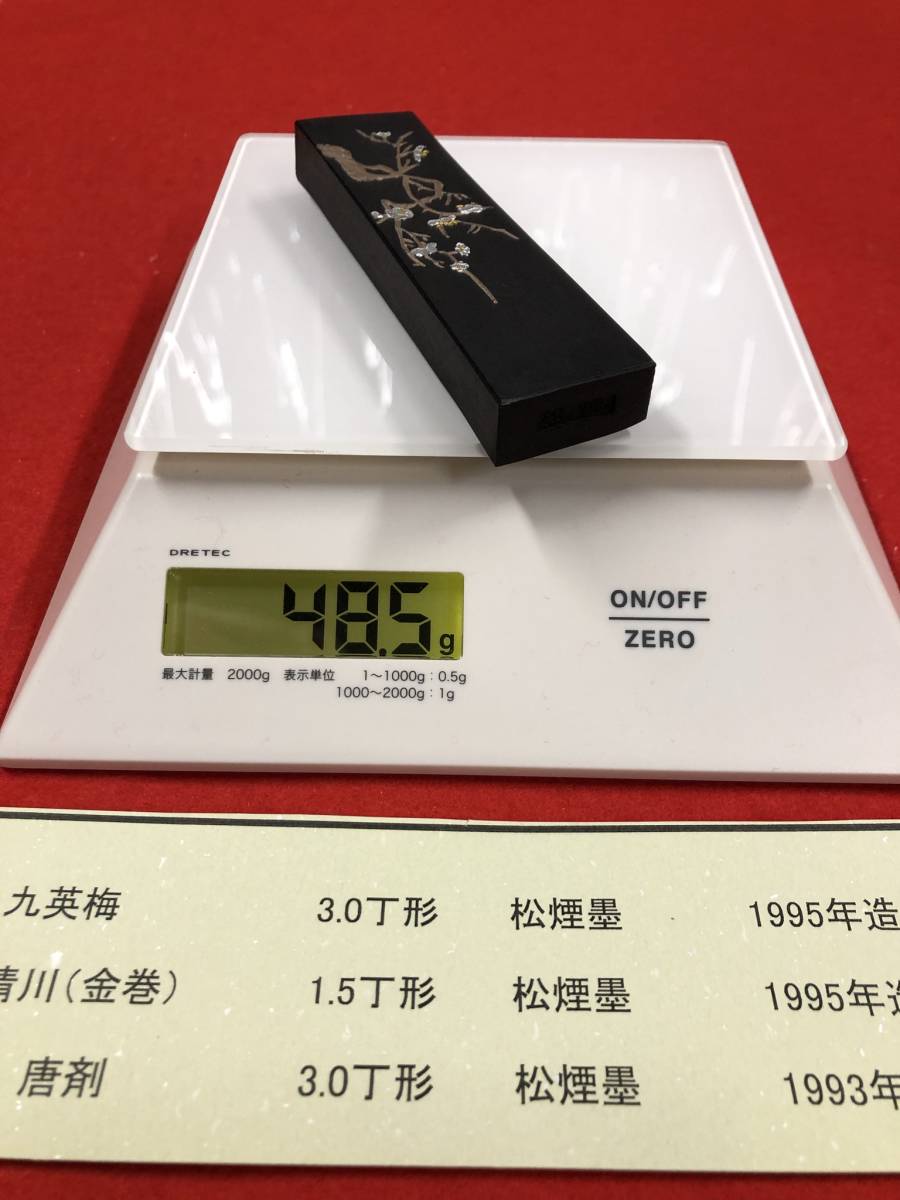 DRETEC
48.5g
ON/OFF
ZERO
最大計量 2000g 表示単位 1～1000g：0.5g
1000～2000g：1g
九英梅 3.0丁形 松煙墨 1995年造
晴川（金巻） 1.5丁形 松煙墨 1995年造
唐剤 3.0丁形 松煙墨 1993年